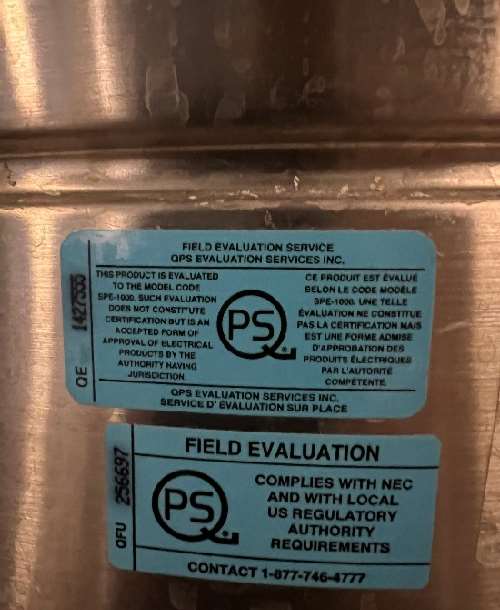 FIELD EVALUATION SERVICE
QPS EVALUATION SERVICES INC.
THIS PRODUCT IS EVALUATED
TO THE MODEL CODE
SPE-1000. SUCH EVALUATION
DOES NOT CONSTITUTE
CERTIFICATION BUT IS AN
ACCEPTED FORM OF
APPROVAL OF ELECTRICAL
PRODUCTS BY THE
AUTHORITY HAVING
JURISDICTION.
PS
CE PRODUIT EST ÉVALUÉ
SELON LE CODE MODÈLE
SPE-1000. UNE TELLE
ÉVALUATION NE CONSTITUE
PAS LA CERTIFICATION MAIS
EST UNE FORME ADMISE
D'APPROBATION DES
PRODUITS ÉLECTRIQUES
PAR L'AUTORITÉ
COMPÉTENTE.
QPS EVALUATION SERVICES INC.
SERVICE D' ÉVALUATION SUR PLACE
QE
FIELD EVALUATION
PS
COMPLIES WITH NEC
AND WITH LOCAL
US REGULATORY
AUTHORITY
REQUIREMENTS
CONTACT 1-877-746-4777
QFU 256697